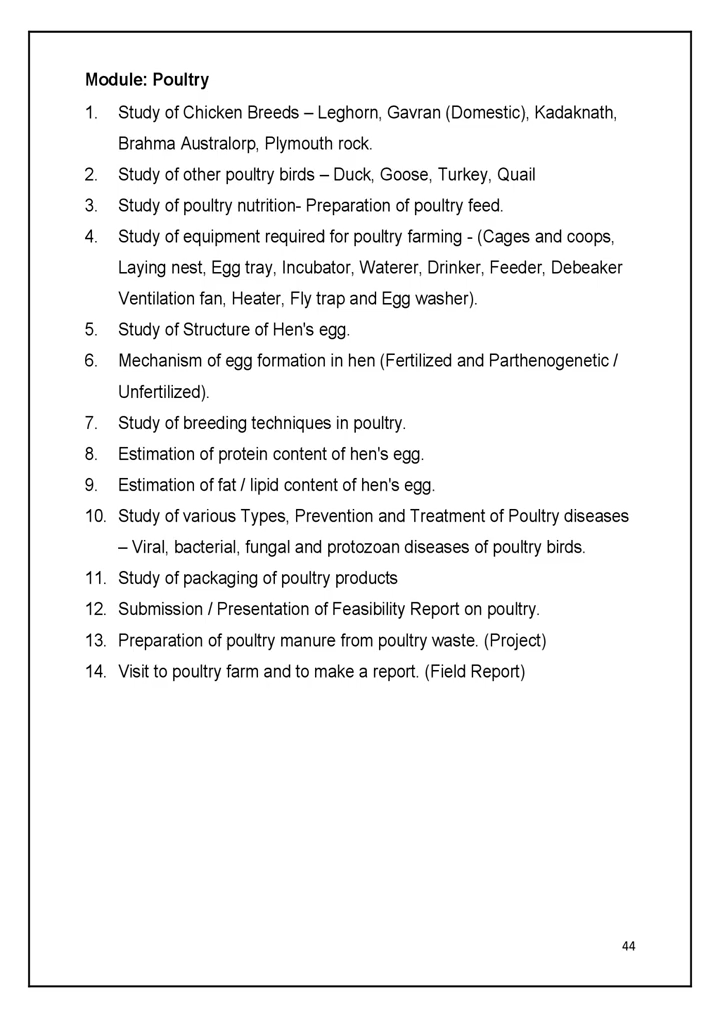 Module: Poultry
1. Study of Chicken Breeds – Leghorn, Gavran (Domestic), Kadaknath,
Brahma Australorp, Plymouth rock.
2. Study of other poultry birds – Duck, Goose, Turkey, Quail
3. Study of poultry nutrition- Preparation of poultry feed.
4. Study of equipment required for poultry farming - (Cages and coops,
Laying nest, Egg tray, Incubator, Waterer, Drinker, Feeder, Debeaker
Ventilation fan, Heater, Fly trap and Egg washer).
5. Study of Structure of Hen's egg.
6. Mechanism of egg formation in hen (Fertilized and Parthenogenetic /
Unfertilized).
7. Study of breeding techniques in poultry.
8. Estimation of protein content of hen's egg.
9. Estimation of fat / lipid content of hen's egg.
10. Study of various Types, Prevention and Treatment of Poultry diseases
– Viral, bacterial, fungal and protozoan diseases of poultry birds.
11. Study of packaging of poultry products
12. Submission / Presentation of Feasibility Report on poultry.
13. Preparation of poultry manure from poultry waste. (Project)
14. Visit to poultry farm and to make a report. (Field Report)
44